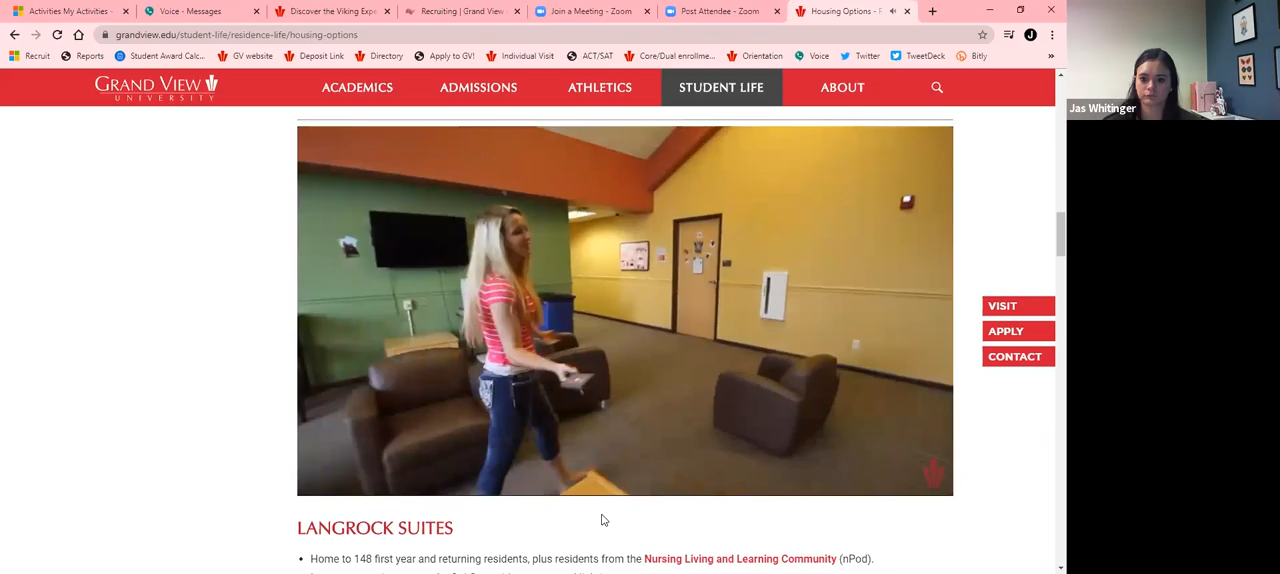 Activities My Activities -
Voice - Messages
Discover the Viking Expe
Recruiting | Grand View
Join a Meeting - Zoom
Post Attendee - Zoom
Housing Options - F
grandview.edu/student-life/residence-life/housing-options
Recruit
Reports
Student Award Calc...
GV website
Deposit Link
Directory
Apply to GV!
Individual Visit
ACT/SAT
Core/Dual enrollme...
Orientation
Voice
Twitter
TweetDeck
Bitly
J
GRAND VIEW
UNIVERSITY
ACADEMICS
ADMISSIONS
ATHLETICS
STUDENT LIFE
ABOUT
Jas Whitinger
VISIT
APPLY
CONTACT
LANGROCK SUITES
• Home to 148 first year and returning residents, plus residents from the Nursing Living and Learning Community (nPod).